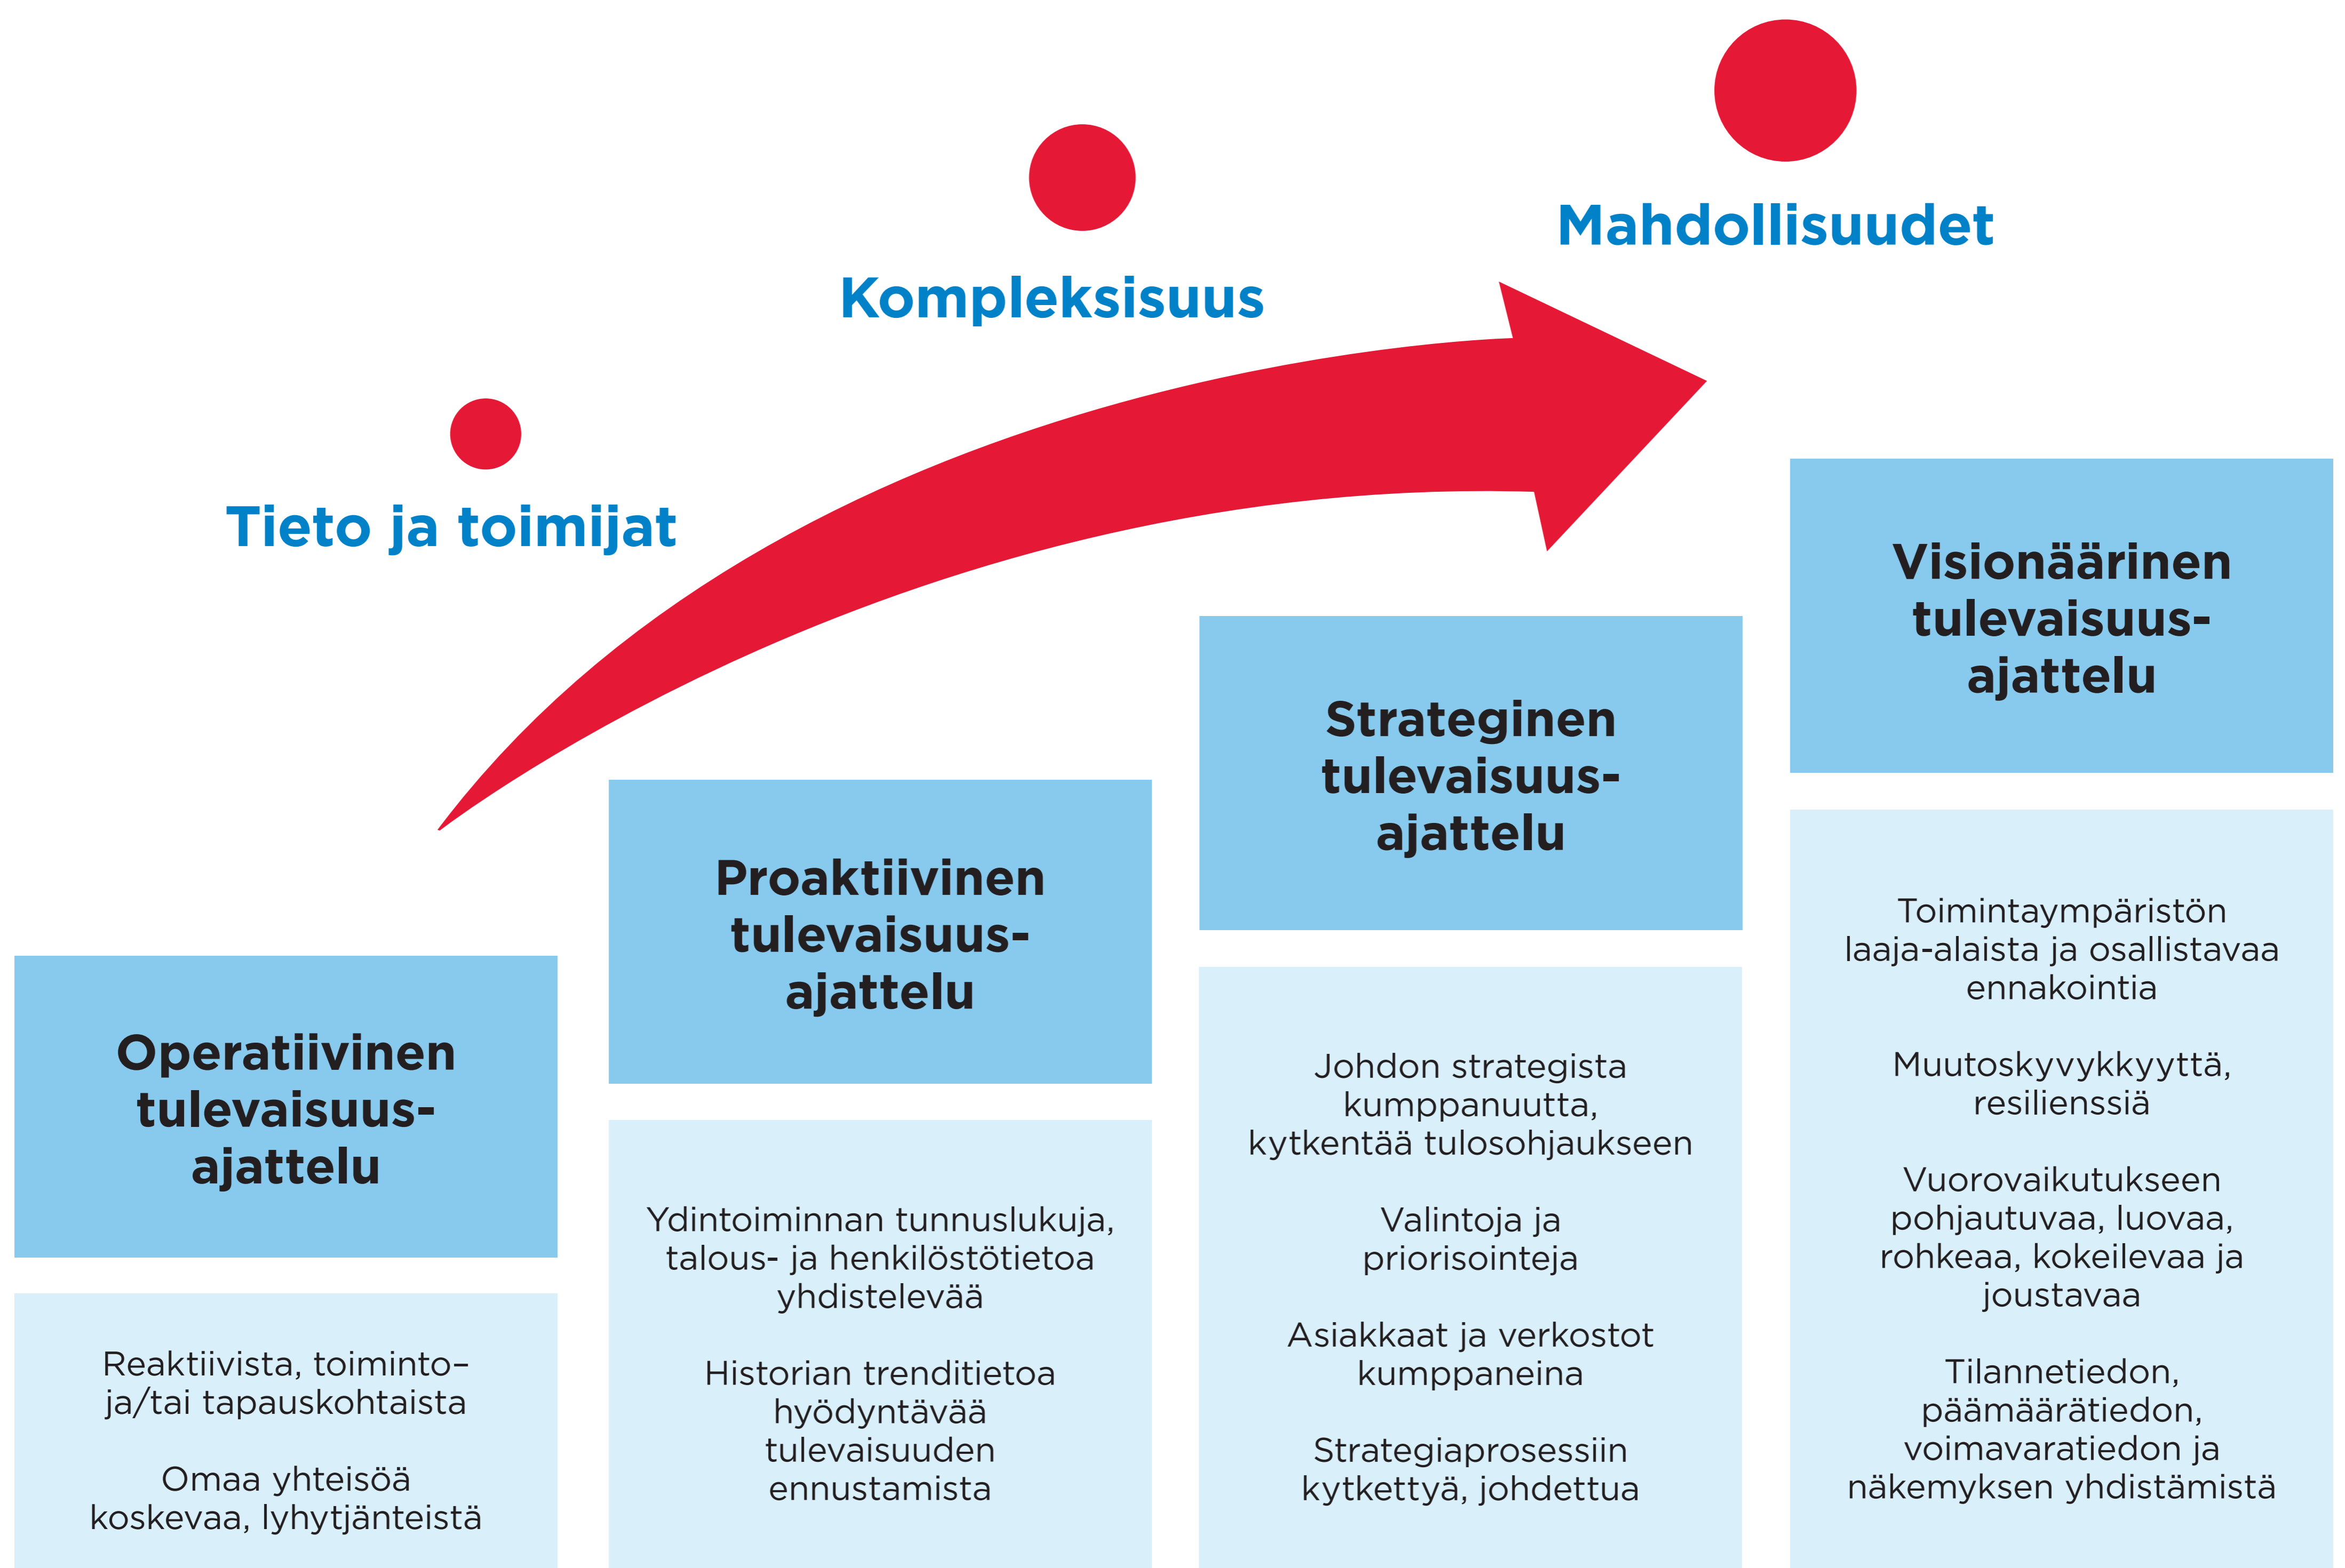 Tieto ja toimijat
Kompleksisuus
Mahdollisuudet
Operatiivinen
tulevaisuus-
ajattelu
Reaktiivista, toiminto–
ja/tai tapauskohtaista
Omaa yhteisöä
koskevaa, lyhytjänteistä
Proaktiivinen
tulevaisuus-
ajattelu
Ydintoiminnan tunnuslukuja,
talous- ja henkilöstötietoa
yhdistelevää
Historian trenditietoa
hyödyntävää
tulevaisuuden
ennustamista
Strateginen
tulevaisuus-
ajattelu
Johdon strategista
kumppanuutta,
kytkentää tulosohjaukseen
Valintoja ja
priorisointeja
Asiakkaat ja verkostot
kumppaneina
Strategiaprosessiin
kytkettyä, johdettua
Visionäärinen
tulevaisuus-
ajattelu
Toimintaympäristön
laaja-alaista ja osallistavaa
ennakointia
Muutoskyvykkyyttä,
resilienssiä
Vuorovaikutukseen
pohjautuvaa, luovaa,
rohkeaa, kokeilevaa ja
joustavaa
Tilannetiedon,
päämäärätiedon,
voimavaratiedon ja
näkemyksen yhdistämistä